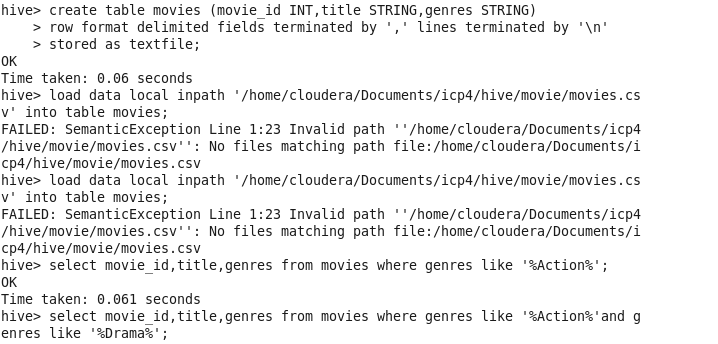 hive> create table movies (movie_id INT,title STRING,genres STRING)
    > row format delimited fields terminated by ',' lines terminated by '\n'
    > stored as textfile;
OK
Time taken: 0.06 seconds
hive> load data local inpath '/home/cloudera/Documents/icp4/hive/movie/movies.cs
v' into table movies;
FAILED: SemanticException Line 1:23 Invalid path ''/home/cloudera/Documents/icp4
/hive/movie/movies.csv'': No files matching path file:/home/cloudera/Documents/i
cp4/hive/movie/movies.csv
hive> load data local inpath '/home/cloudera/Documents/icp4/hive/movie/movies.cs
v' into table movies;
FAILED: SemanticException Line 1:23 Invalid path ''/home/cloudera/Documents/icp4
/hive/movie/movies.csv'': No files matching path file:/home/cloudera/Documents/i
cp4/hive/movie/movies.csv
hive> select movie_id,title,genres from movies where genres like '%Action%';
OK
Time taken: 0.061 seconds
hive> select movie_id,title,genres from movies where genres like '%Action%'and g
enres like '%Drama%';